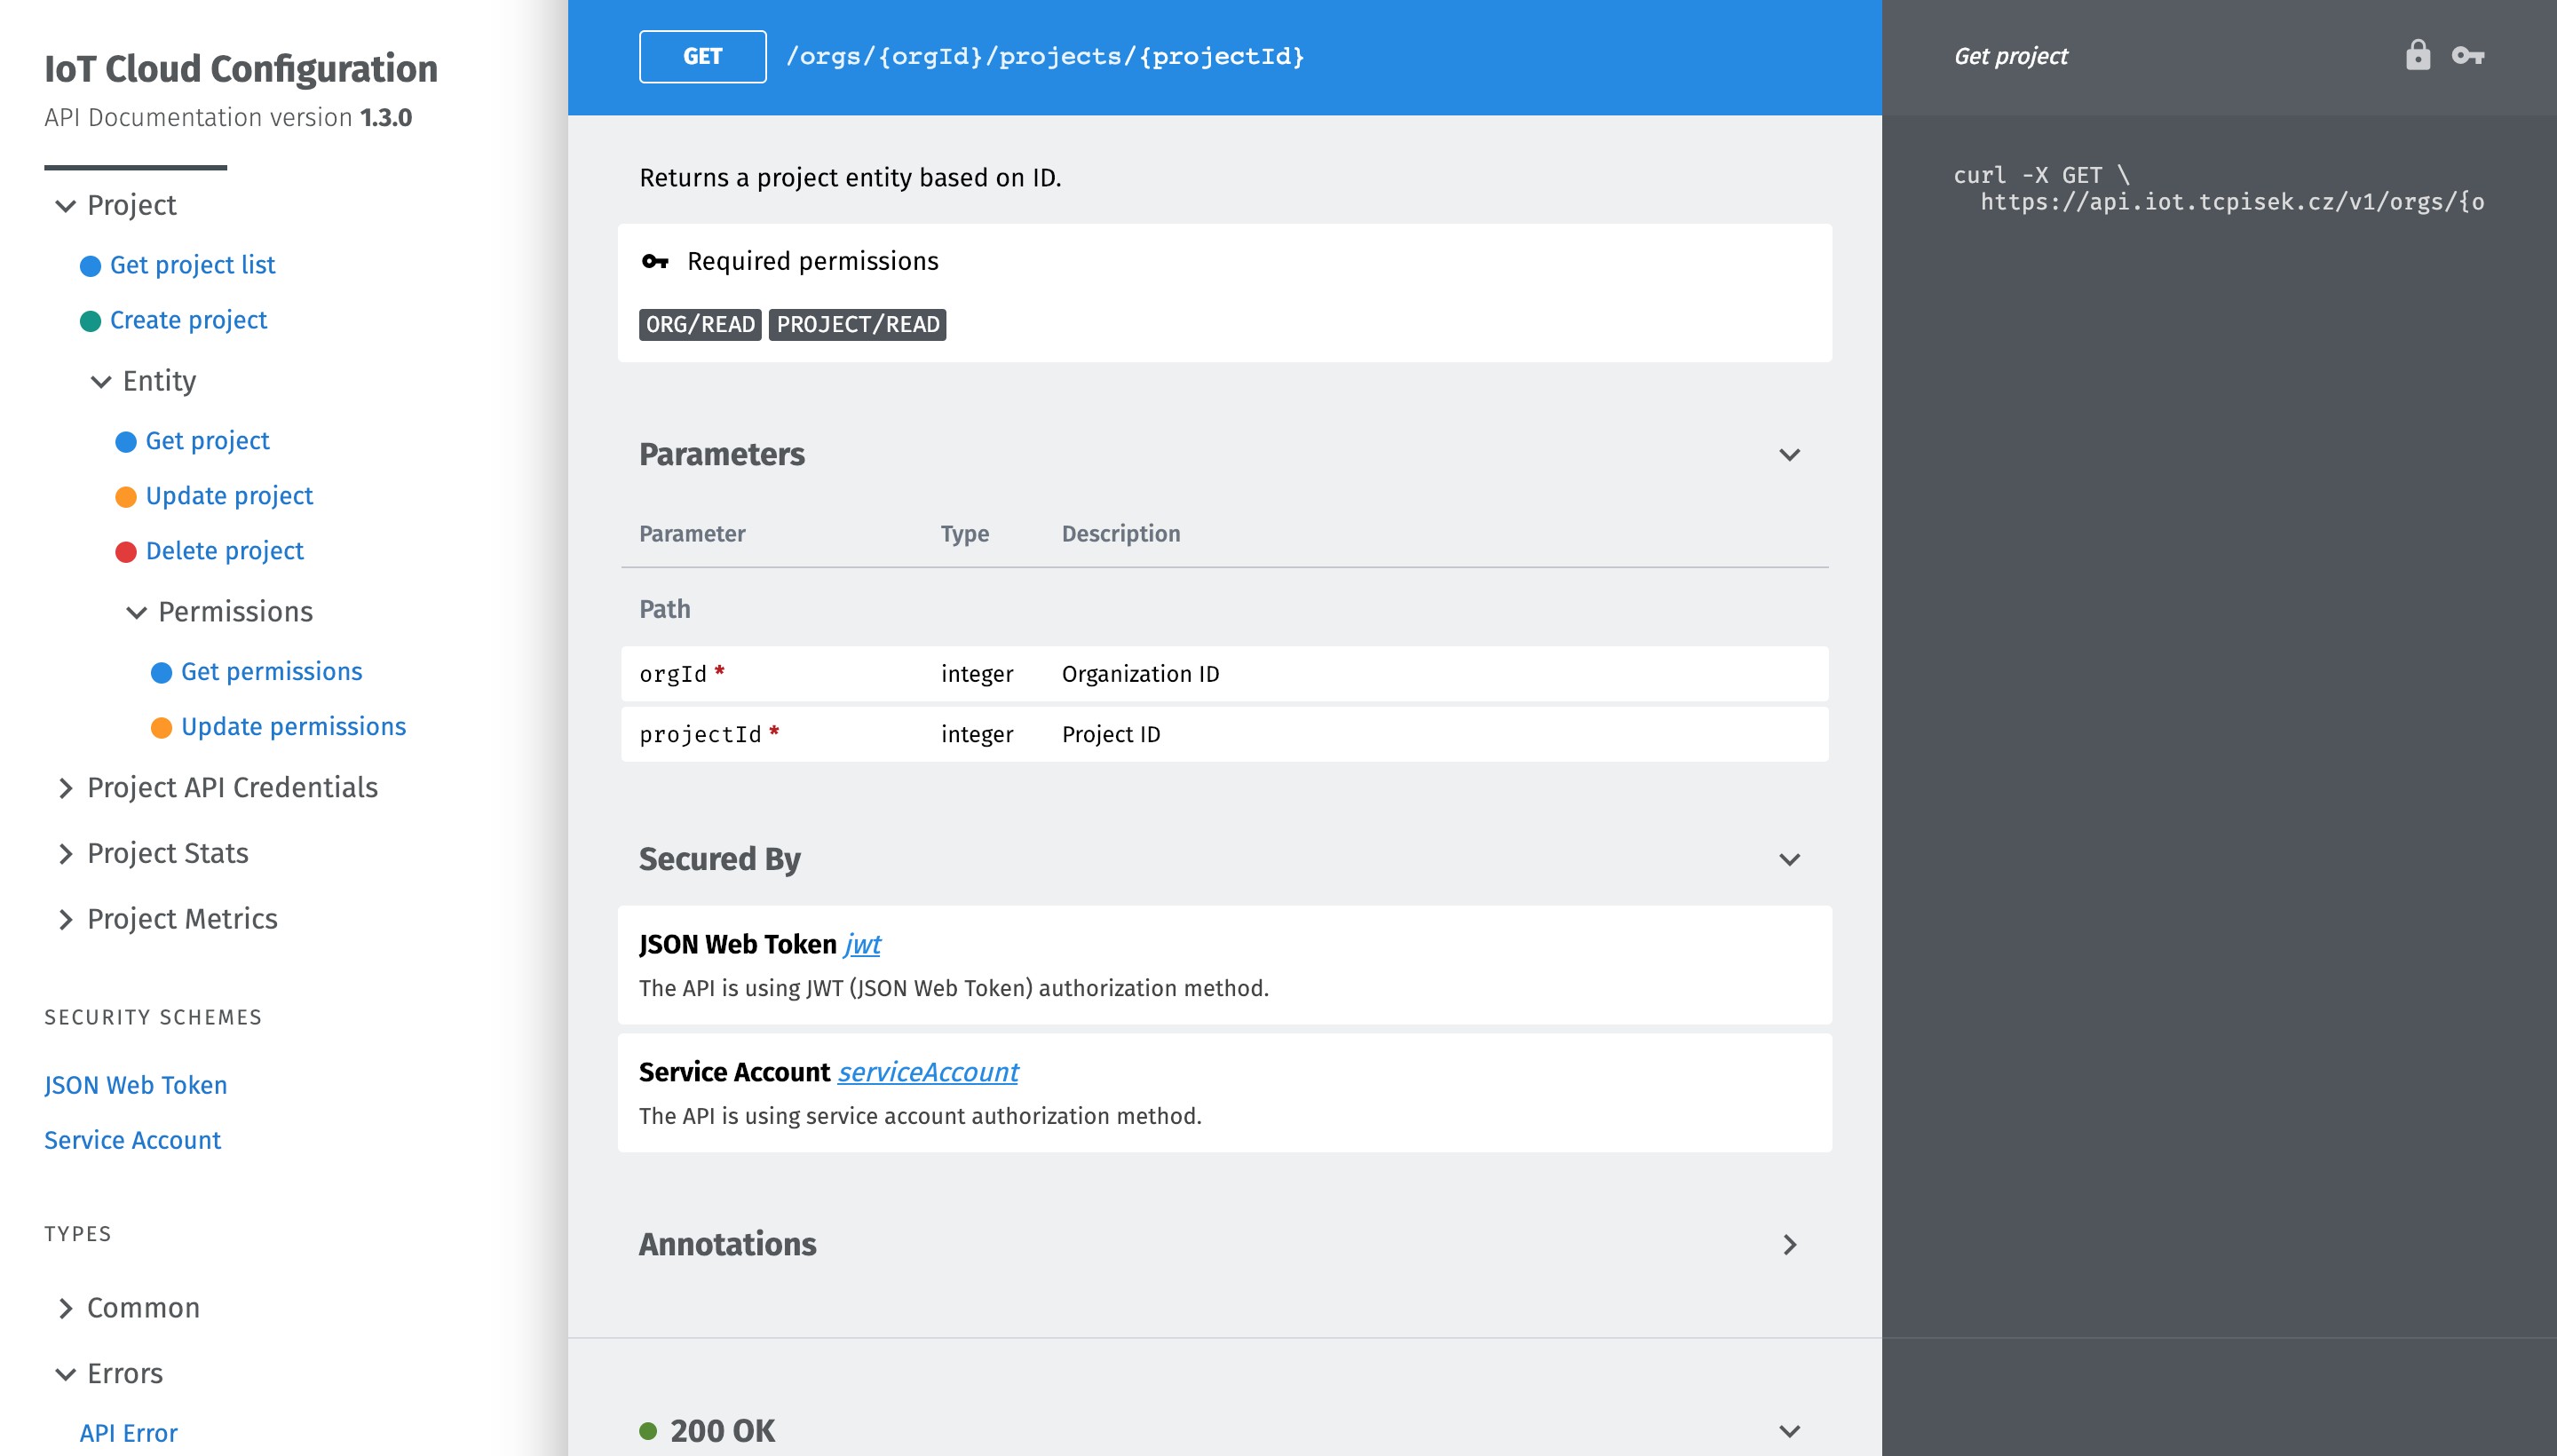 IoT Cloud Configuration
API Documentation version 1.3.0
Project
Get project list
Create project
Entity
Get project
Update project
Delete project
Permissions
Get permissions
Update permissions
Project API Credentials
Project Stats
Project Metrics
SECURITY SCHEMES
JSON Web Token
Service Account
TYPES
Common
Errors
API Error
GET /orgs/{orgId}/projects/{projectId}
Returns a project entity based on ID.
Required permissions
ORG/READ PROJECT/READ
Parameters
Parameter Type Description
Path
orgId * integer Organization ID
projectId * integer Project ID
Secured By
JSON Web Token jwt
The API is using JWT (JSON Web Token) authorization method.
Service Account serviceAccount
The API is using service account authorization method.
Annotations
200 OK
Get project
curl -X GET \
https://api.iot.tcpisek.cz/v1/orgs/{o